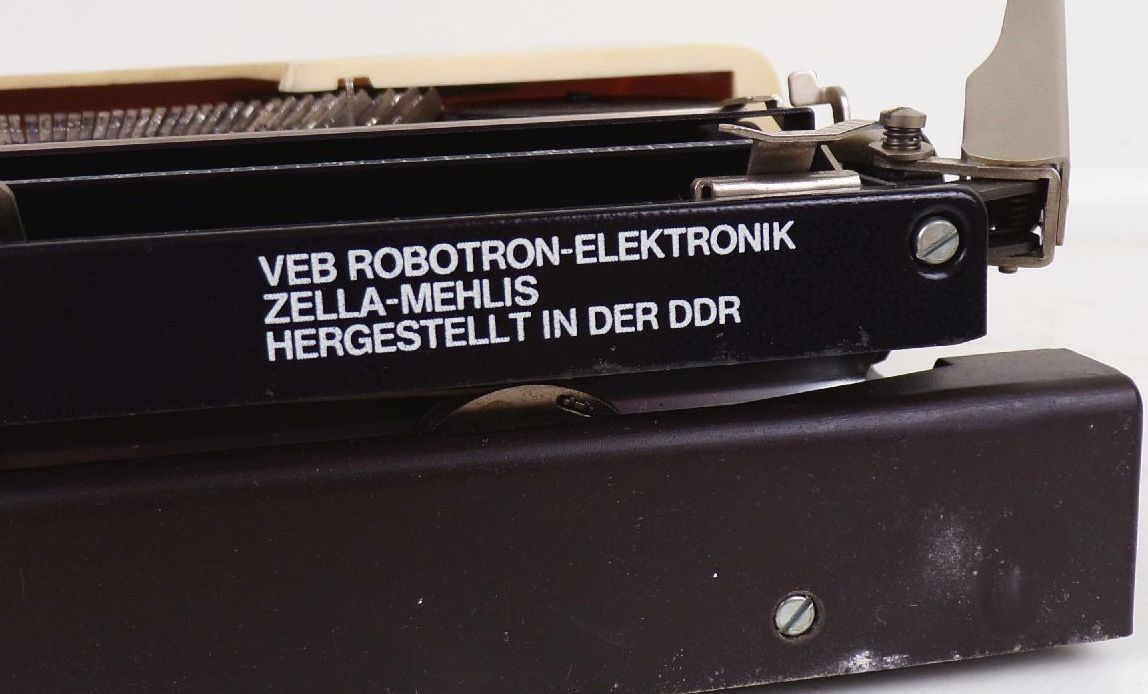 VEB ROBOTRON-ELEKTRONIK
ZELLA-MEHLIS
HERGESTELLT IN DER DDR